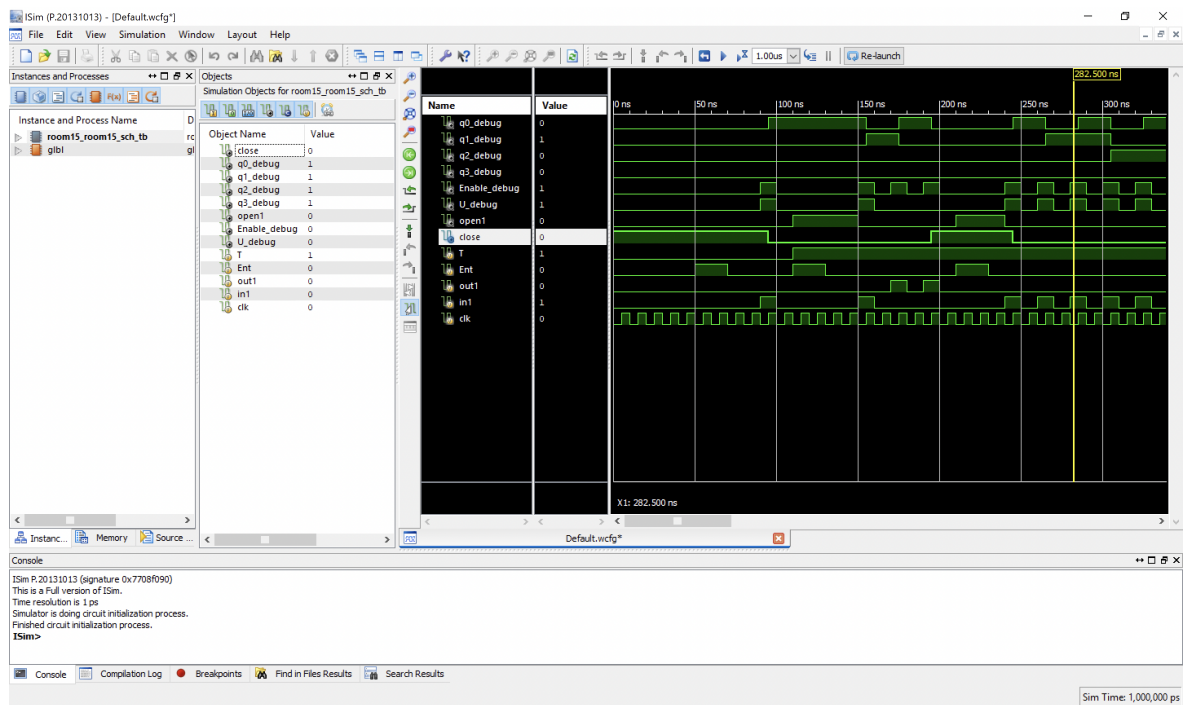 ISim (P.20131013) - [Default.wcfg*]
File Edit View Simulation Window Layout Help
1.00us Re-launch
Instances and Processes
Instance and Process Name D
room15_room15_sch_tb rc
glbl gl
Instanc... Memory Source ...
Objects
Simulation Objects for room15_room15_sch_tb
Object Name Value
close 0
q0_debug 1
q1_debug 1
q2_debug 1
q3_debug 1
open1 0
Enable_debug 0
U_debug 0
T 1
Ent 0
out1 0
in1 0
clk 0
282.500 ns
Name Value
0 ns 50 ns 100 ns 150 ns 200 ns 250 ns 300 ns
q0_debug 0
q1_debug 1
q2_debug 0
q3_debug 0
Enable_debug 1
U_debug 1
open1 0
close 0
T 1
Ent 0
out1 0
in1 1
clk 0
X1: 282.500 ns
Default.wcfg*
Console
ISim P.20131013 (signature 0x7708f090)
This is a Full version of ISim.
Time resolution is 1 ps
Simulator is doing circuit initialization process.
Finished circuit initialization process.
ISim>
Console Compilation Log Breakpoints Find in Files Results Search Results
Sim Time: 1,000,000 ps